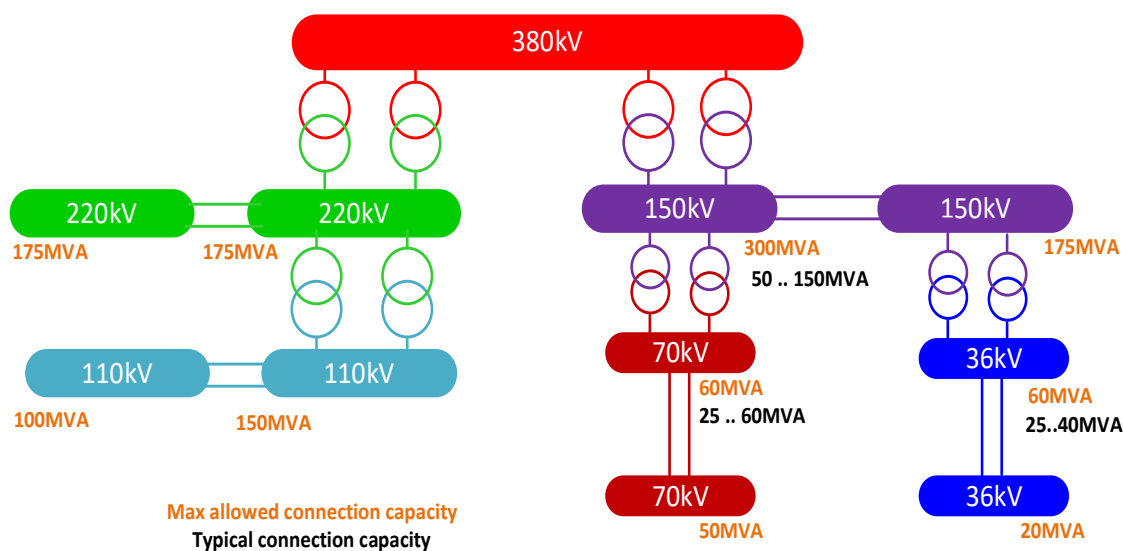 380kV
220kV
220kV
150kV
150kV
175MVA
175MVA
300MVA
175MVA
50 .. 150MVA
110kV
110kV
70kV
36kV
100MVA
150MVA
60MVA
60MVA
25 .. 60MVA
25..40MVA
70kV
36kV
50MVA
20MVA
Max allowed connection capacity
Typical connection capacity